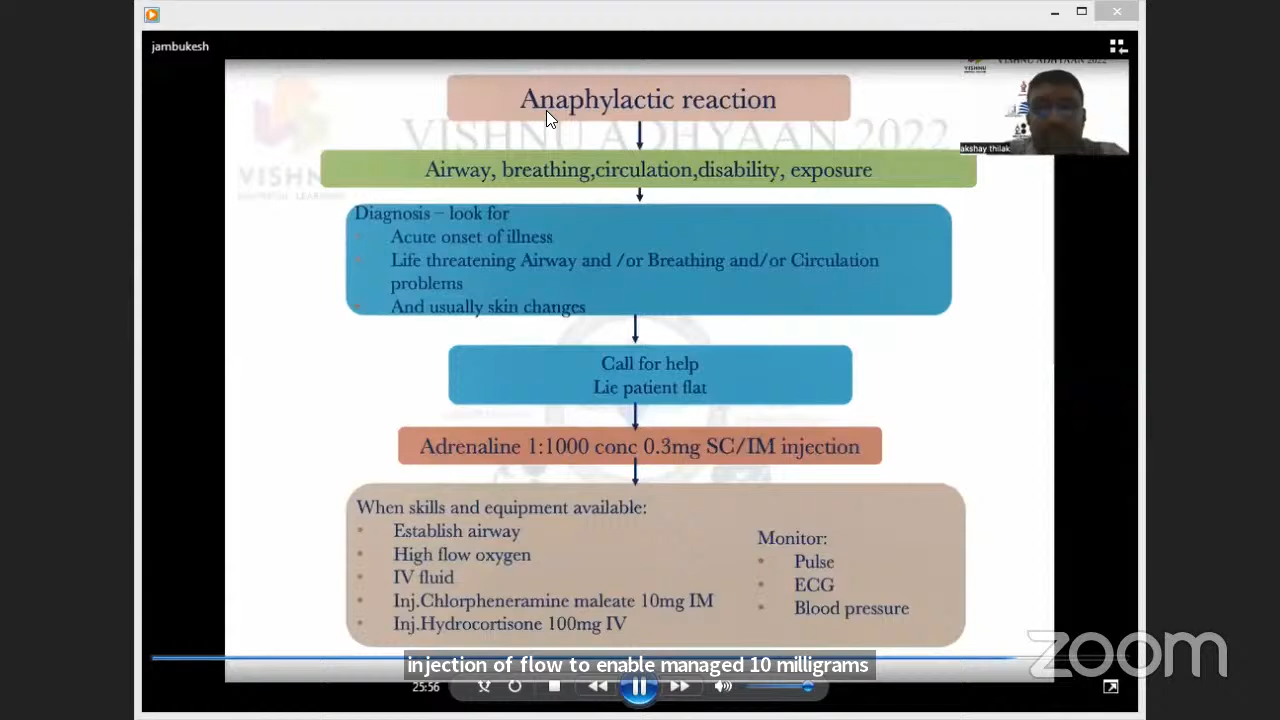 jambukesh
VISHNU ADHYAAN 2022
Anaphylactic reaction
VISHNU ADHYAAN 2022
akshay thilak
Airway, breathing,circulation,disability, exposure
Diagnosis – look for
Acute onset of illness
Life threatening Airway and /or Breathing and/or Circulation
problems
And usually skin changes
Call for help
Lie patient flat
Adrenaline 1:1000 conc 0.3mg SC/IM injection
When skills and equipment available:
Establish airway
High flow oxygen
IV fluid
Inj.Chlorpheneramine maleate 10mg IM
Inj.Hydrocortisone 100mg IV
Monitor:
Pulse
ECG
Blood pressure
injection of flow to enable managed 10 milligrams
zoom
25:56